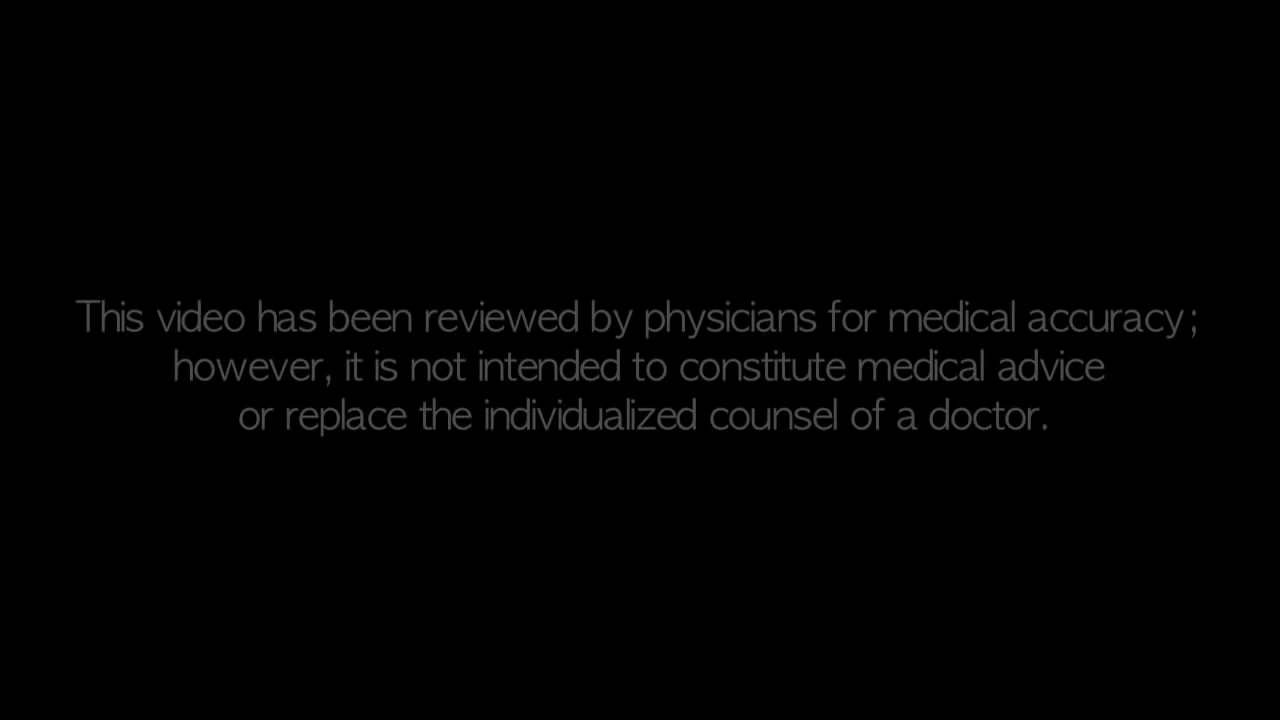 This video has been reviewed by physicians for medical accuracy;
however, it is not intended to constitute medical advice
or replace the individualized counsel of a doctor.